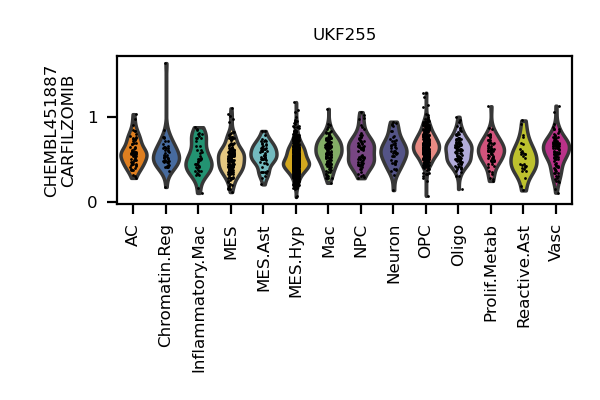 UKF255
CHEMBL451887
CARFILZOMIB
1
0
AC
Chromatin.Reg
Inflammatory.Mac
MES
MES.Ast
MES.Hyp
Mac
NPC
Neuron
OPC
Oligo
Prolif.Metab
Reactive.Ast
Vasc